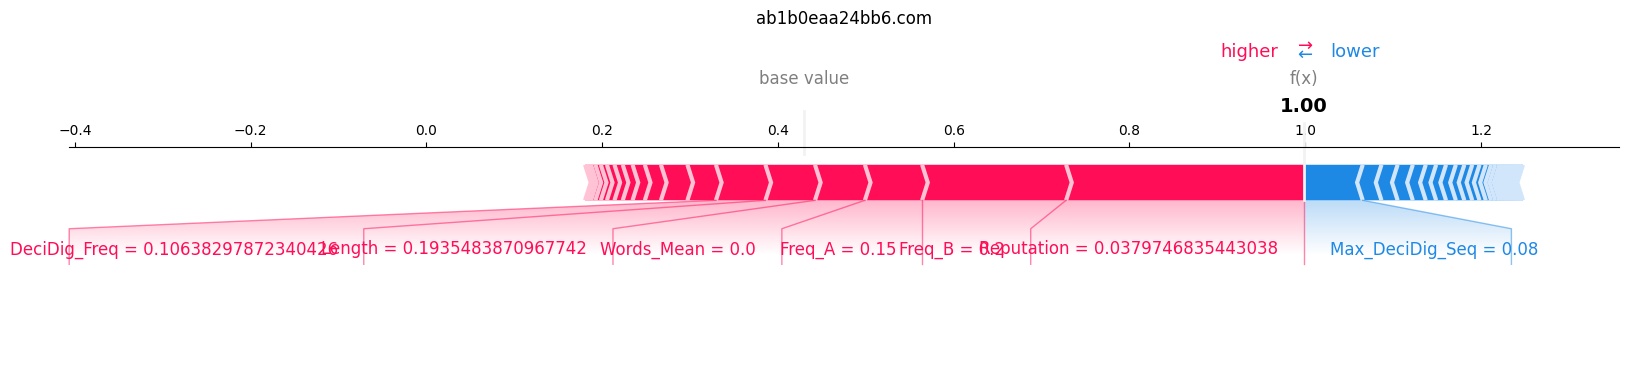 ab1b0eaa24bb6.com
higher → ← lower
base value f(x)
1.00
−0.4 −0.2 0.0 0.2 0.4 0.6 0.8 1.0 1.2
DeciDig_Freq = 0.10638297872340426 Length = 0.1935483870967742 Words_Mean = 0.0 Freq_A = 0.15 Freq_B = 0.2 Reputation = 0.0379746835443038 Max_DeciDig_Seq = 0.08